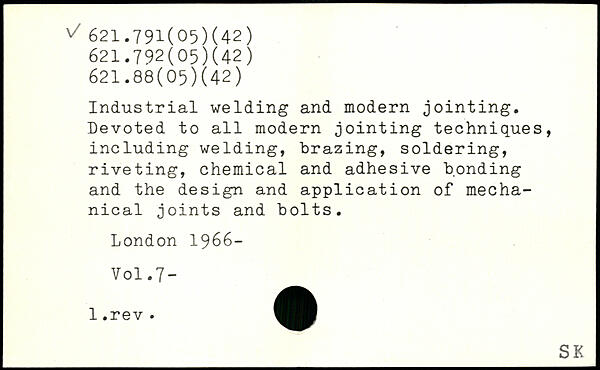 ✓ 621.791(05)(42)
621.792(05)(42)
621.88(05)(42)
Industrial welding and modern jointing.
Devoted to all modern jointing techniques,
including welding, brazing, soldering,
riveting, chemical and adhesive bonding
and the design and application of mecha-
nical joints and bolts.
London 1966-
Vol.7-
1.rev.
SK